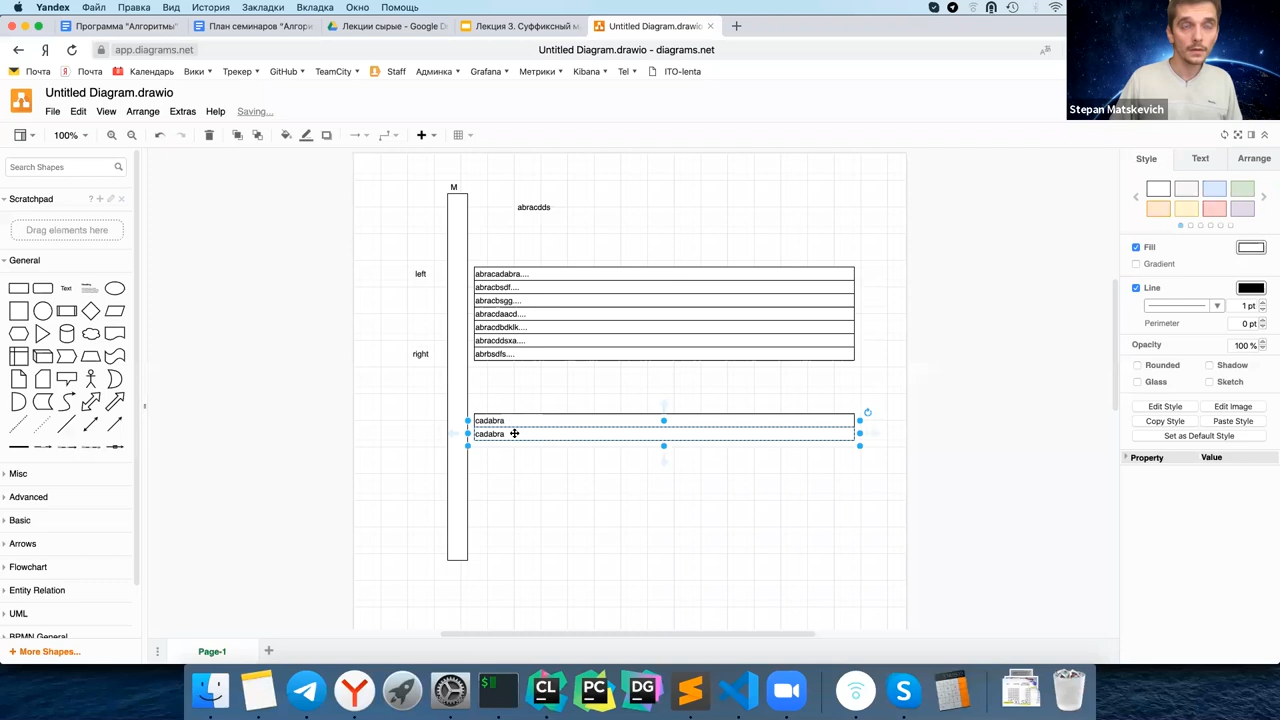 Yandex Файл Правка Вид История Закладки Вкладка Окно Помощь
Программа "Алгоритмы" План семинаров "Алгори Лекции сырые - Google D Лекция 3. Суффиксный м Untitled Diagram.drawio
app.diagrams.net Untitled Diagram.drawio - diagrams.net
Почта Почта Календарь Вики Трекер GitHub TeamCity Staff Админка Grafana Метрики Kibana Tel ITO-lenta
Stepan Matskevich
Untitled Diagram.drawio
File Edit View Arrange Extras Help Saving...
100%
Search Shapes
Scratchpad
Drag elements here
General
Text
Heading
Misc
Advanced
Basic
Arrows
Flowchart
Entity Relation
UML
BPMN General
+ More Shapes...
M
abracdds
left
abracadabra....
abracbsdf....
abracbsgg....
abracdaacd....
abracdbdklk....
abracddsxa....
right
abrbsdfs....
cadabra
cadabra
Page-1
Style Text Arrange
Fill
Gradient
Line
1 pt
Perimeter 0 pt
Opacity 100 %
Rounded Shadow
Glass Sketch
Edit Style Edit Image
Copy Style Paste Style
Set as Default Style
Property Value
CL PC DG